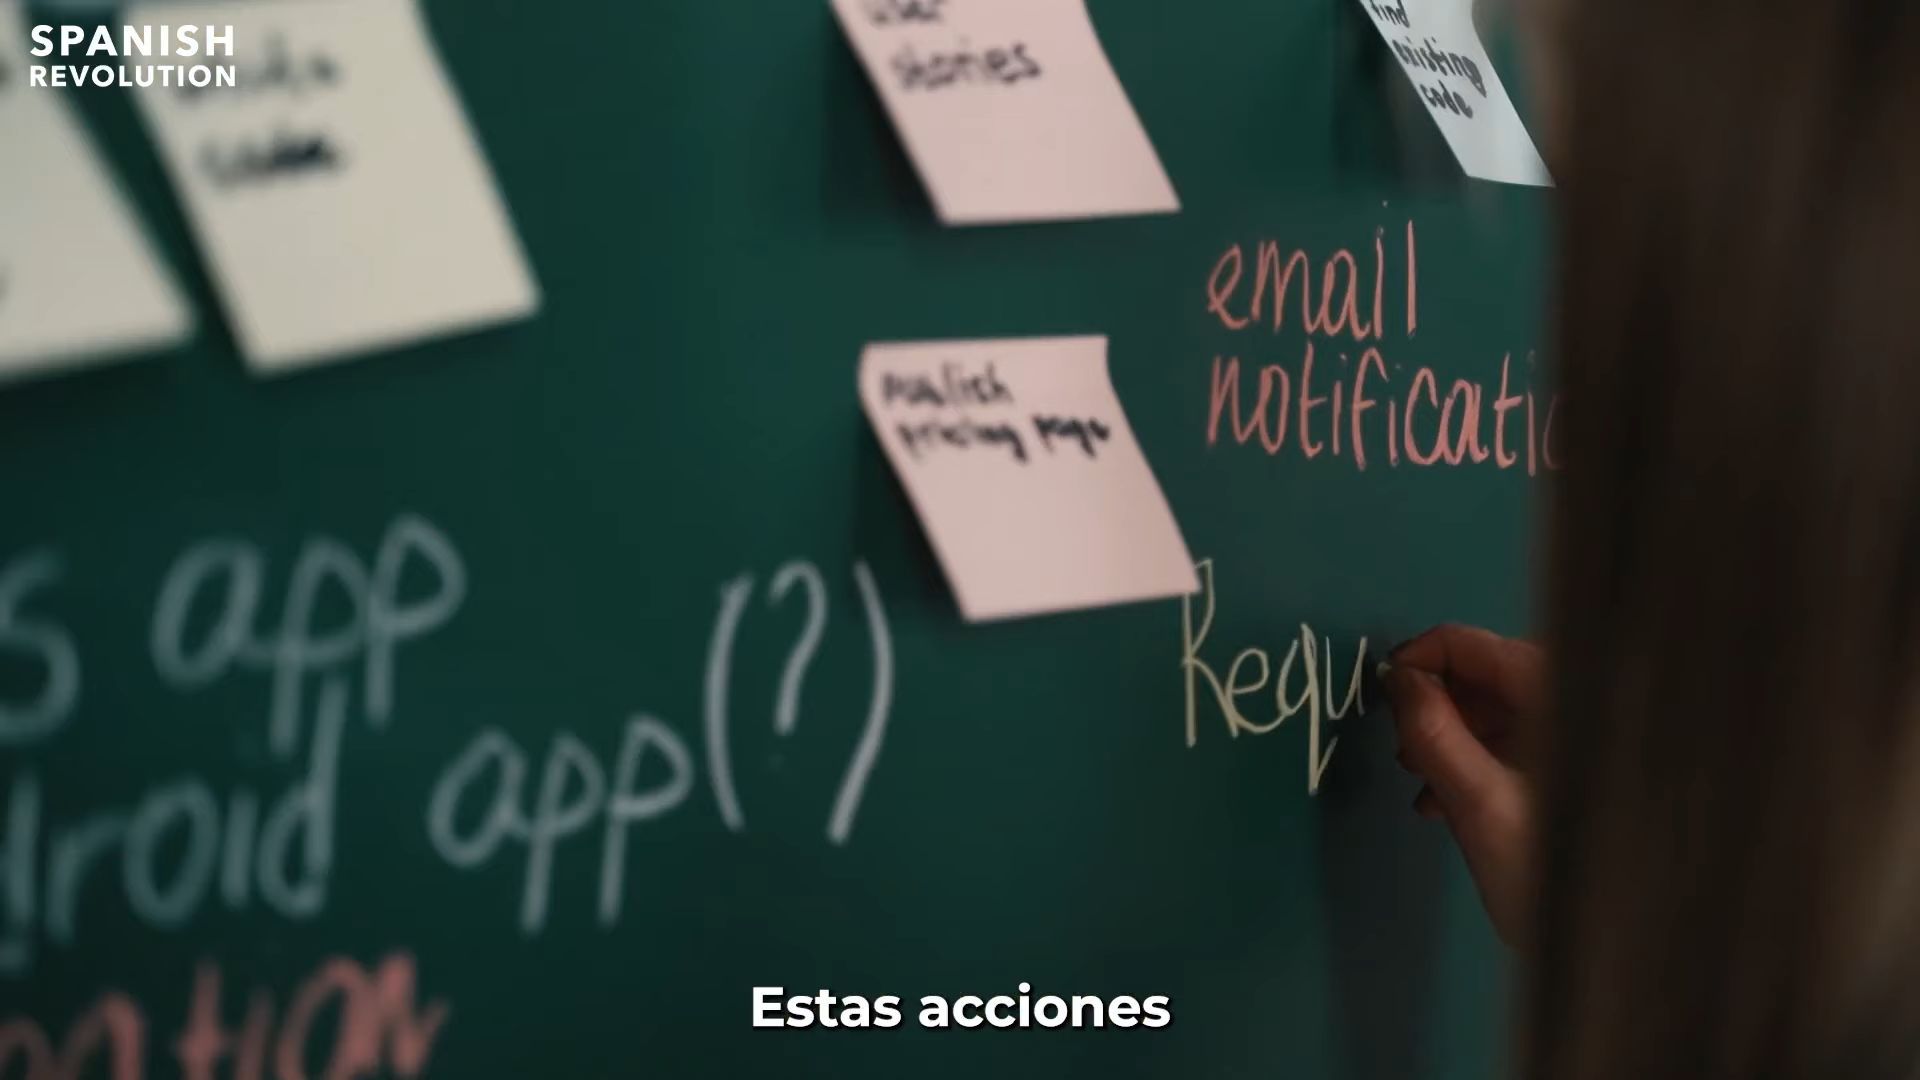 SPANISH
REVOLUTION
user
stories
find
existing
code
email
notificatio
publish
pricing page
Requ
s app
droid app(?)
Estas acciones